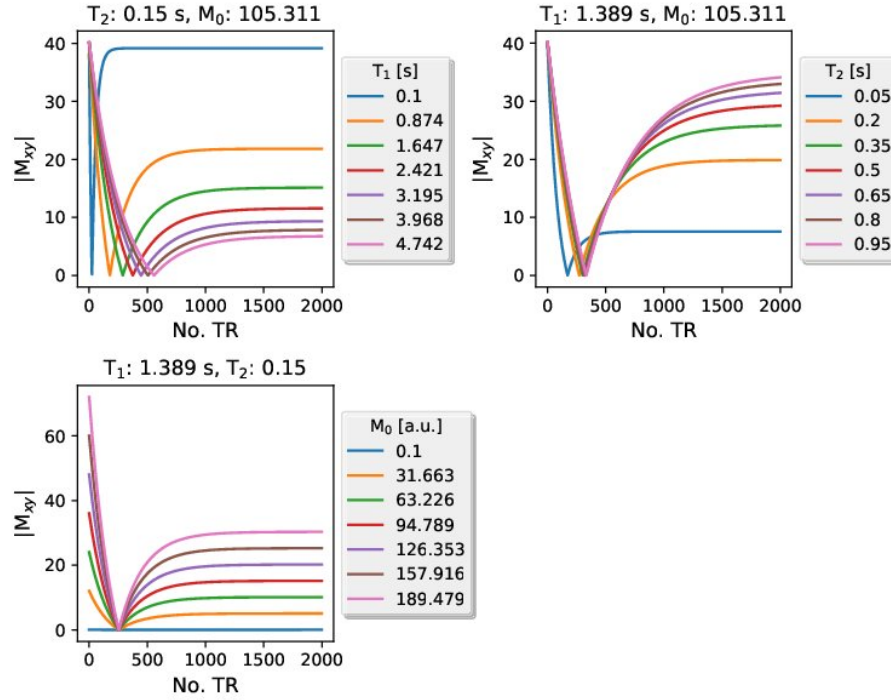 T₂: 0.15 s, M₀: 105.311
|Mₓᵧ|
40
30
20
10
0
0 500 1000 1500 2000
No. TR
T₁ [s]
0.1
0.874
1.647
2.421
3.195
3.968
4.742
T₁: 1.389 s, M₀: 105.311
|Mₓᵧ|
40
30
20
10
0
0 500 1000 1500 2000
No. TR
T₂ [s]
0.05
0.2
0.35
0.5
0.65
0.8
0.95
T₁: 1.389 s, T₂: 0.15
|Mₓᵧ|
60
40
20
0
0 500 1000 1500 2000
No. TR
M₀ [a.u.]
0.1
31.663
63.226
94.789
126.353
157.916
189.479